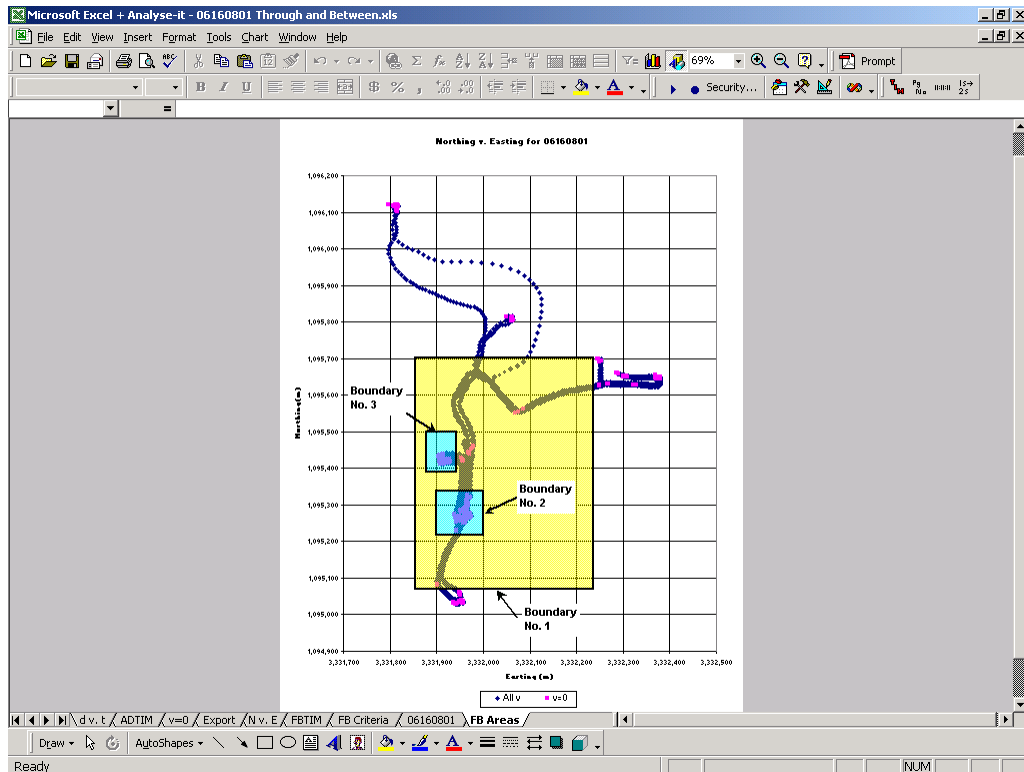 Microsoft Excel + Analyse-it - 06160801 Through and Between.xls
File Edit View Insert Format Tools Chart Window Help
69% Prompt
B I U $ % , Security...
=
Northing v. Easting for 06160801
1,096,200
1,096,100
1,096,000
1,095,900
1,095,800
1,095,700
1,095,600
1,095,500
1,095,400
1,095,300
1,095,200
1,095,100
1,095,000
1,094,900
Northing(m)
Boundary
No. 3
Boundary
No. 2
Boundary
No. 1
3,331,700 3,331,800 3,331,900 3,332,000 3,332,100 3,332,200 3,332,300 3,332,400 3,332,500
Easting (m)
All v v=0
d v. t ADTIM v=0 Export N v. E FBTIM FB Criteria 06160801 FB Areas
Draw AutoShapes
Ready NUM